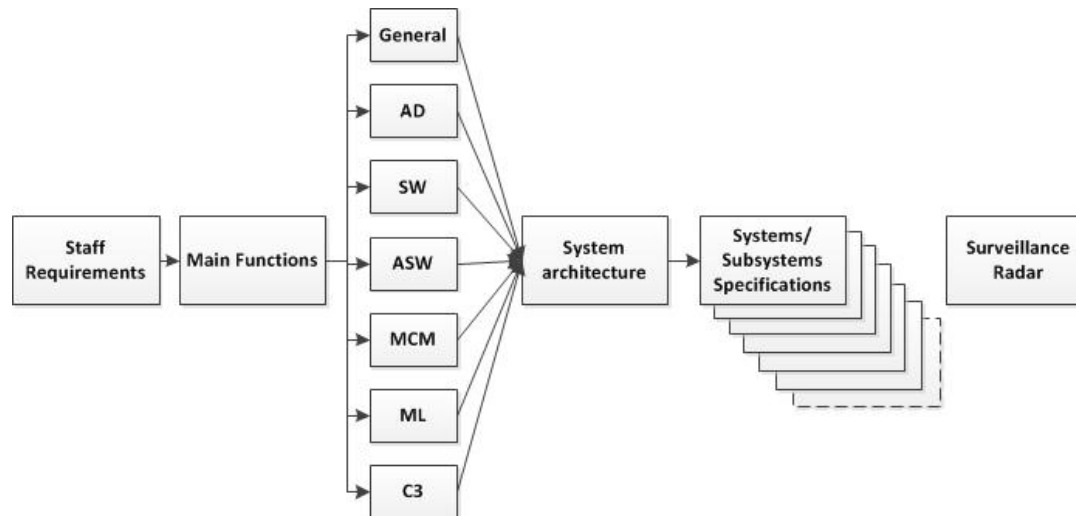 Staff
Requirements
Main Functions
General
AD
SW
ASW
MCM
ML
C3
System
architecture
Systems/
Subsystems
Specifications
Surveillance
Radar